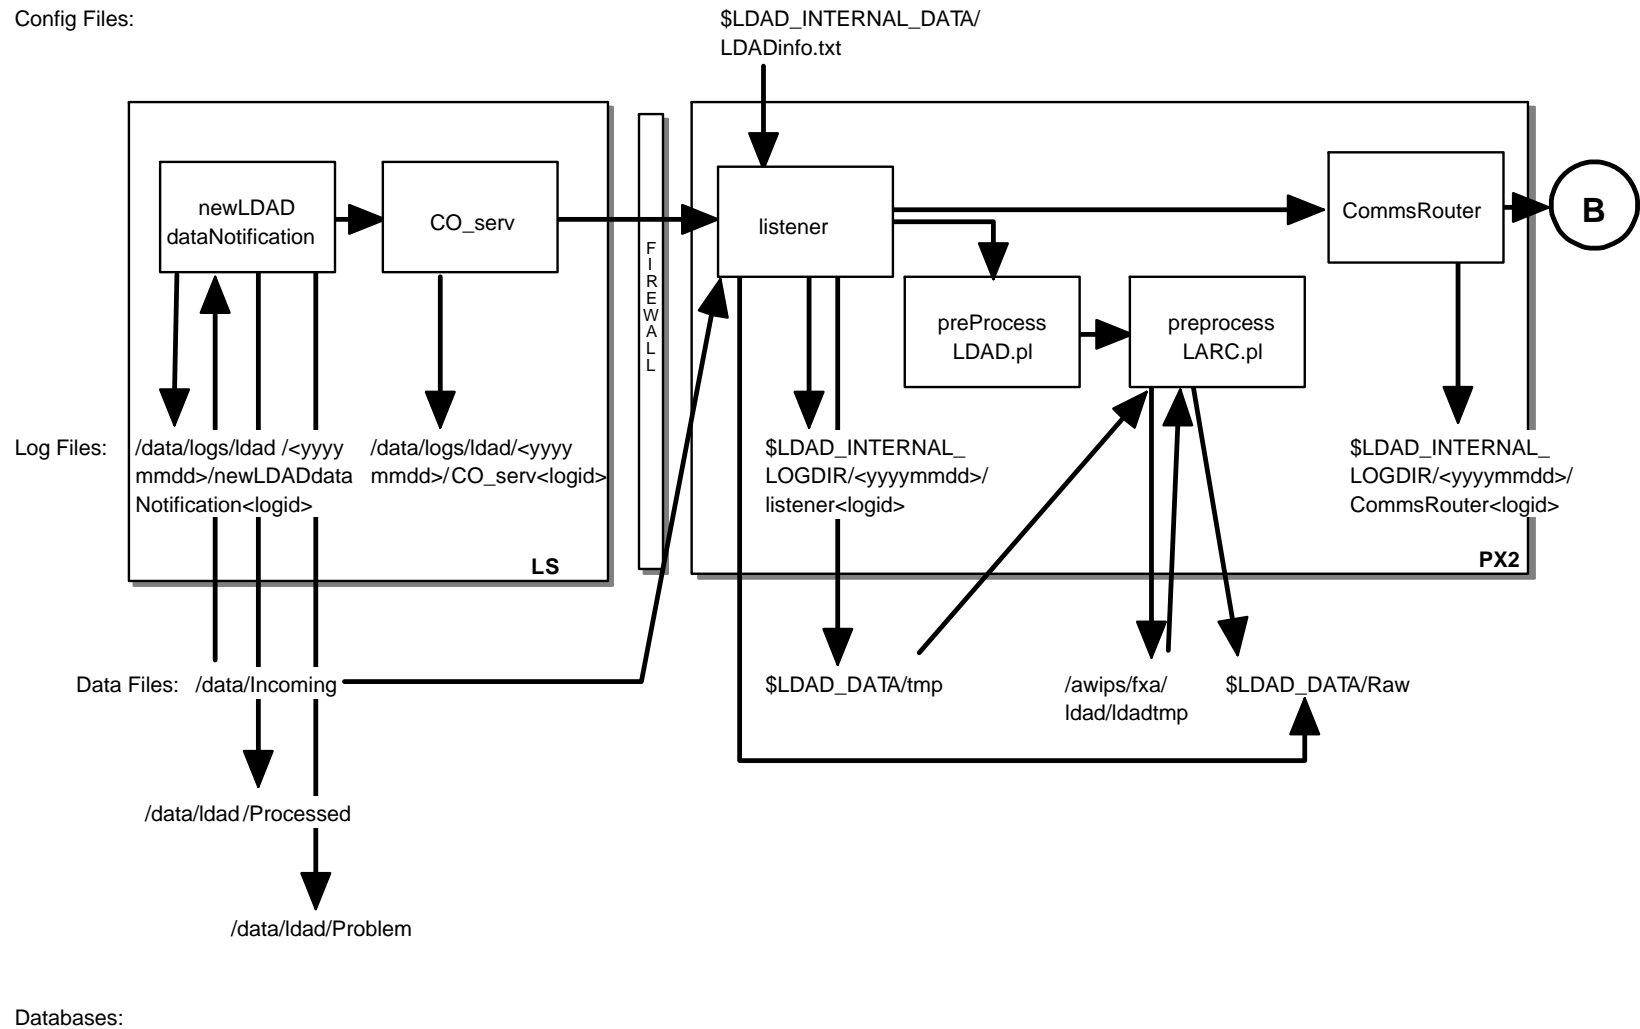 Config Files:
$LDAD_INTERNAL_DATA/
LDADinfo.txt
newLDAD
dataNotification
CO_serv
FIREWALL
listener
CommsRouter
B
preProcess
LDAD.pl
preprocess
LARC.pl
Log Files:
/data/logs/ldad /<yyyy
mmdd>/newLDADdata
Notification<logid>
/data/logs/ldad/<yyyy
mmdd>/CO_serv<logid>
$LDAD_INTERNAL_
LOGDIR/<yyyymmdd>/
listener<logid>
$LDAD_INTERNAL_
LOGDIR/<yyyymmdd>/
CommsRouter<logid>
LS
PX2
Data Files:
/data/Incoming
$LDAD_DATA/tmp
/awips/fxa/
ldad/ldadtmp
$LDAD_DATA/Raw
/data/ldad /Processed
/data/ldad/Problem
Databases: